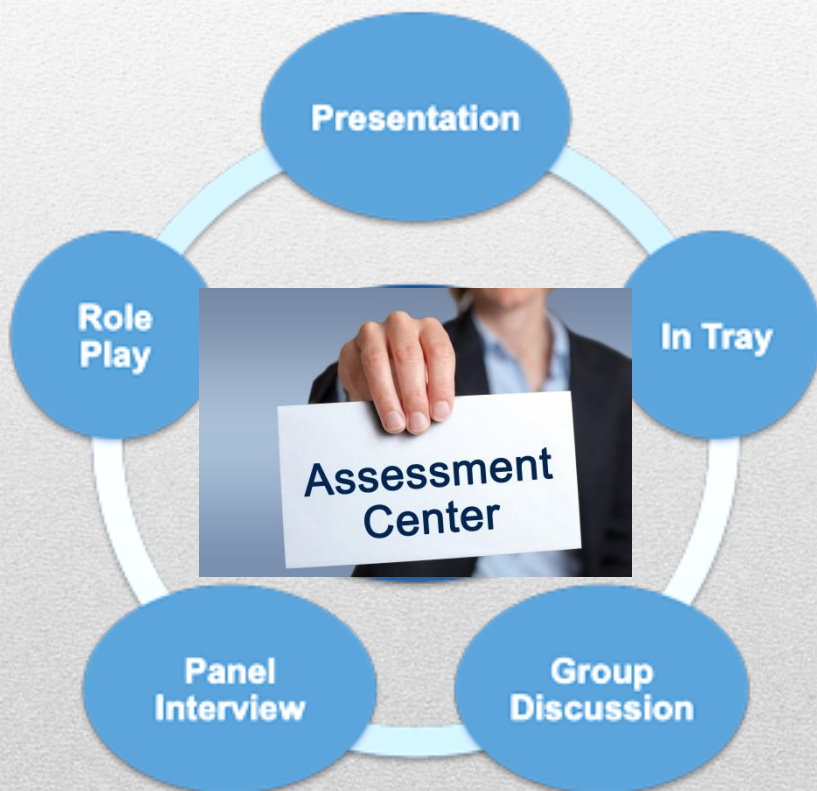 Presentation
Role
Play
In Tray
Assessment
Center
Panel
Interview
Group
Discussion